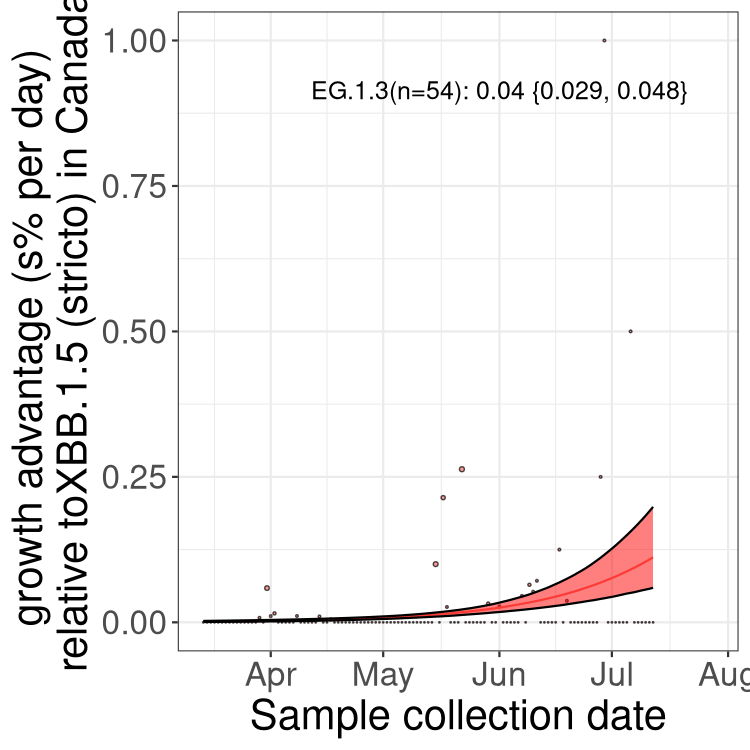 growth advantage (s% per day)
relative toXBB.1.5 (stricto) in Canada
1.00
0.75
0.50
0.25
0.00
EG.1.3(n=54): 0.04 {0.029, 0.048}
Apr May Jun Jul Aug
Sample collection date